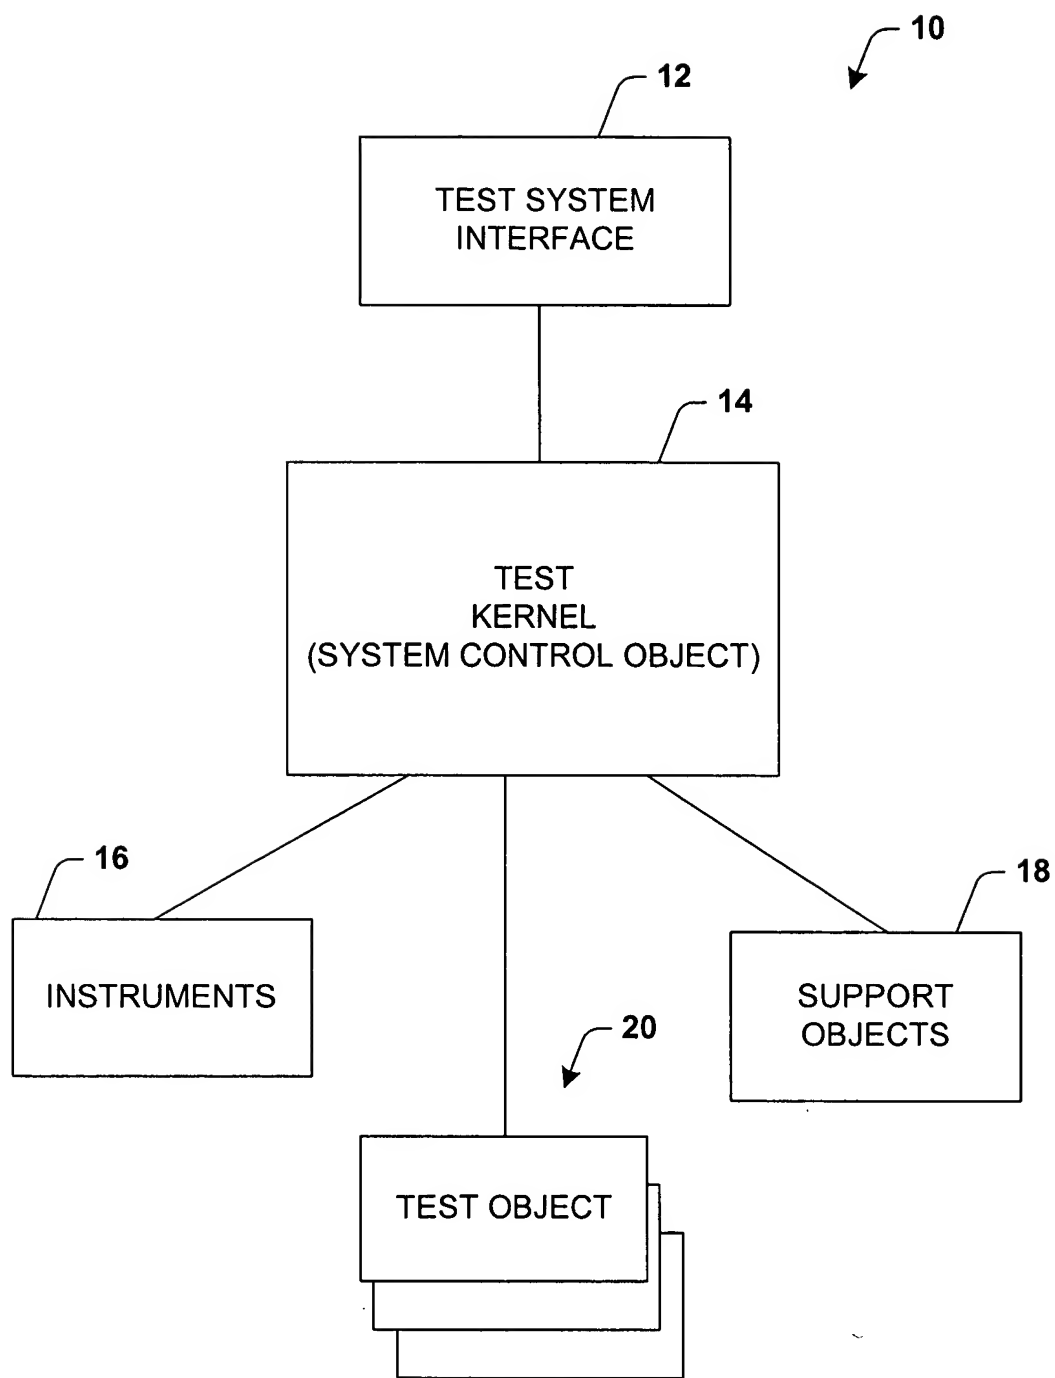 10
12
TEST SYSTEM
INTERFACE
14
TEST
KERNEL
(SYSTEM CONTROL OBJECT)
16
INSTRUMENTS
18
SUPPORT
OBJECTS
20
TEST OBJECT